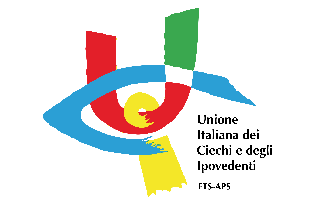 Unione
Italiana dei
Ciechi e degli
Ipovedenti
ETS-APS